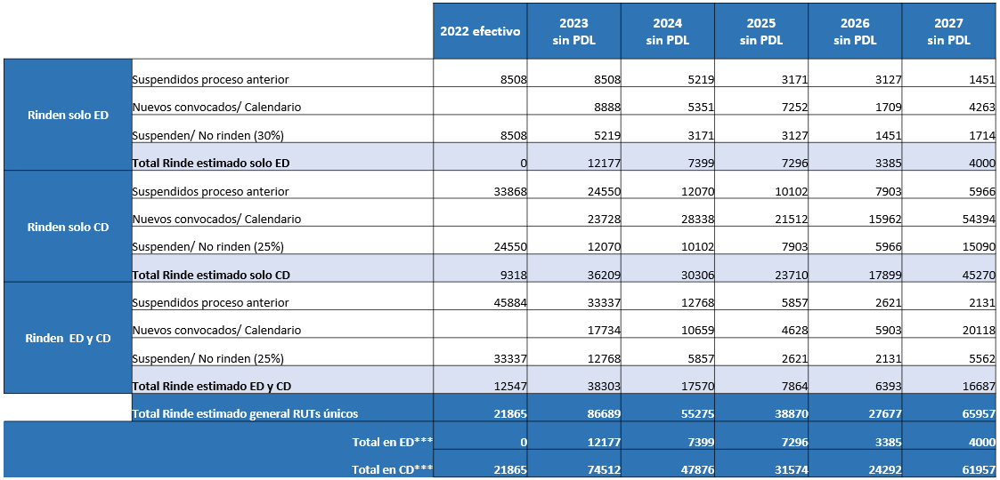 2022 efectivo 2023 sin PDL 2024 sin PDL 2025 sin PDL 2026 sin PDL 2027 sin PDL
Rinden solo ED
Suspendidos proceso anterior 8508 8508 5219 3171 3127 1451
Nuevos convocados/ Calendario 8888 5351 7252 1709 4263
Suspenden/ No rinden (30%) 8508 5219 3171 3127 1451 1714
Total Rinde estimado solo ED 0 12177 7399 7296 3385 4000
Rinden solo CD
Suspendidos proceso anterior 33868 24550 12070 10102 7903 5966
Nuevos convocados/ Calendario 23728 28338 21512 15962 54394
Suspenden/ No rinden (25%) 24550 12070 10102 7903 5966 15090
Total Rinde estimado solo CD 9318 36209 30306 23710 17899 45270
Rinden ED y CD
Suspendidos proceso anterior 45884 33337 12768 5857 2621 2131
Nuevos convocados/ Calendario 17734 10659 4628 5903 20118
Suspenden/ No rinden (25%) 33337 12768 5857 2621 2131 5562
Total Rinde estimado ED y CD 12547 38303 17570 7864 6393 16687
Total Rinde estimado general RUTs únicos 21865 86689 55275 38870 27677 65957
Total en ED*** 0 12177 7399 7296 3385 4000
Total en CD*** 21865 74512 47876 31574 24292 61957